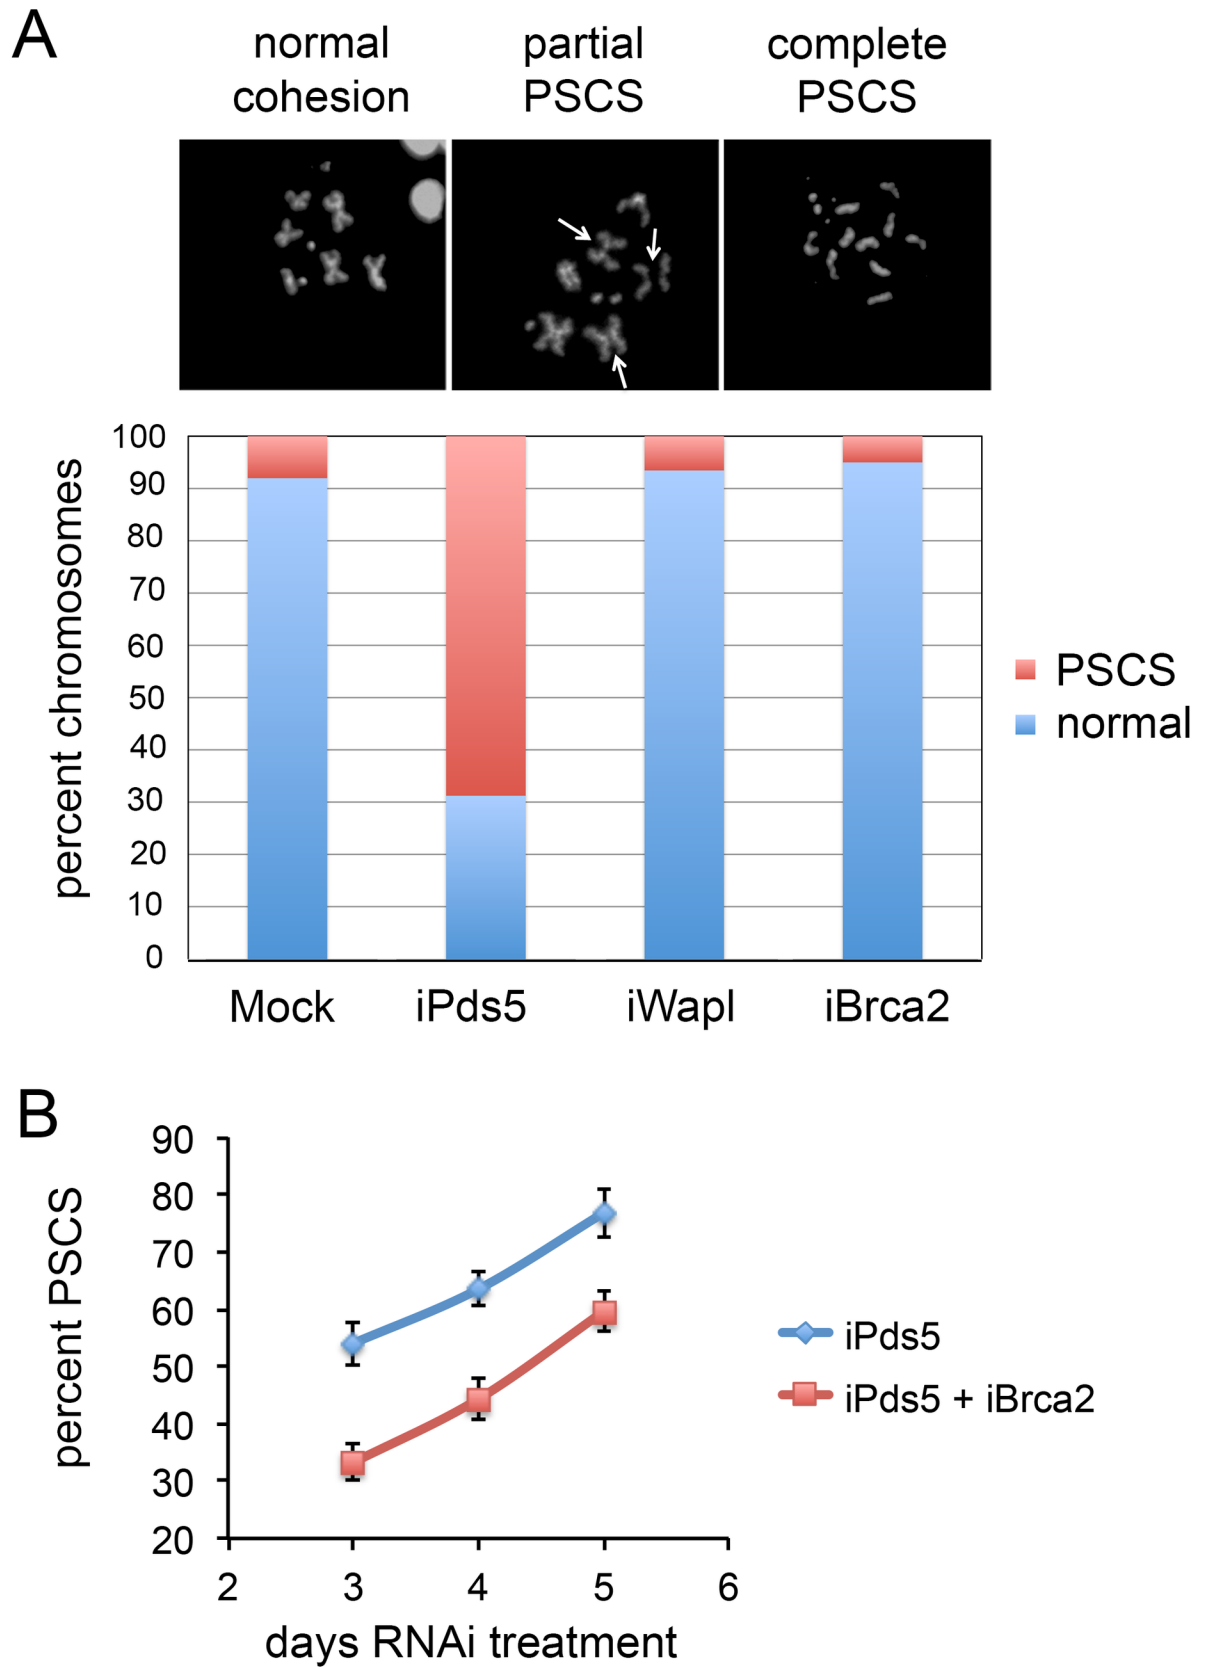 A
normal
cohesion
partial
PSCS
complete
PSCS
percent chromosomes
100
90
80
70
60
50
40
30
20
10
0
Mock
iPds5
iWapl
iBrca2
PSCS
normal
B
percent PSCS
90
80
70
60
50
40
30
20
2
3
4
5
6
days RNAi treatment
iPds5
iPds5 + iBrca2